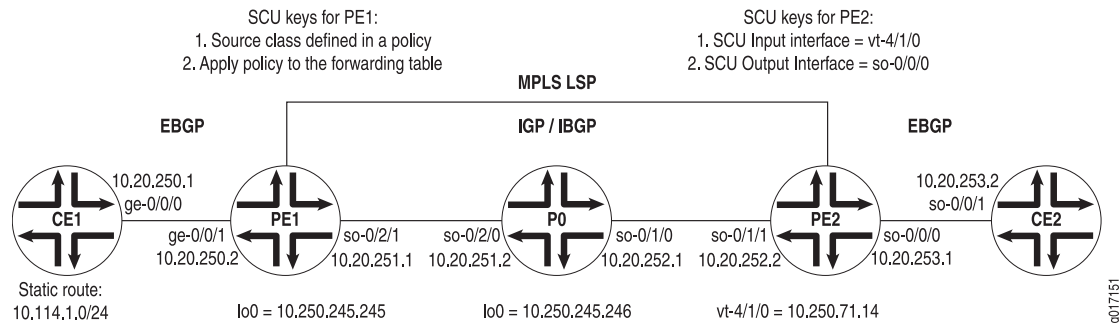 SCU keys for PE1:
1. Source class defined in a policy
2. Apply policy to the forwarding table
SCU keys for PE2:
1. SCU Input interface = vt-4/1/0
2. SCU Output Interface = so-0/0/0
MPLS LSP
EBGP
IGP / IBGP
EBGP
10.20.250.1
ge-0/0/0
CE1
ge-0/0/1
10.20.250.2
PE1
so-0/2/1
10.20.251.1
so-0/2/0
10.20.251.2
P0
so-0/1/0
10.20.252.1
so-0/1/1
10.20.252.2
PE2
so-0/0/0
10.20.253.1
10.20.253.2
so-0/0/1
CE2
Static route:
10.114.1.0/24
lo0 = 10.250.245.245
lo0 = 10.250.245.246
vt-4/1/0 = 10.250.71.14
g017151